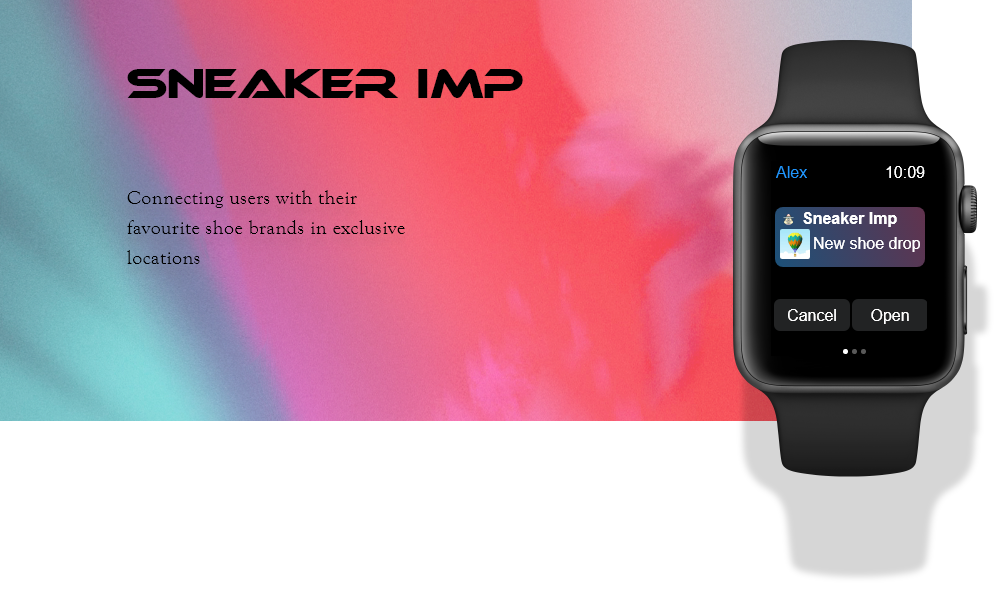 SNEAKER IMP
Connecting users with their
favourite shoe brands in exclusive
locations
Alex 10:09
Sneaker Imp
New shoe drop
Cancel Open